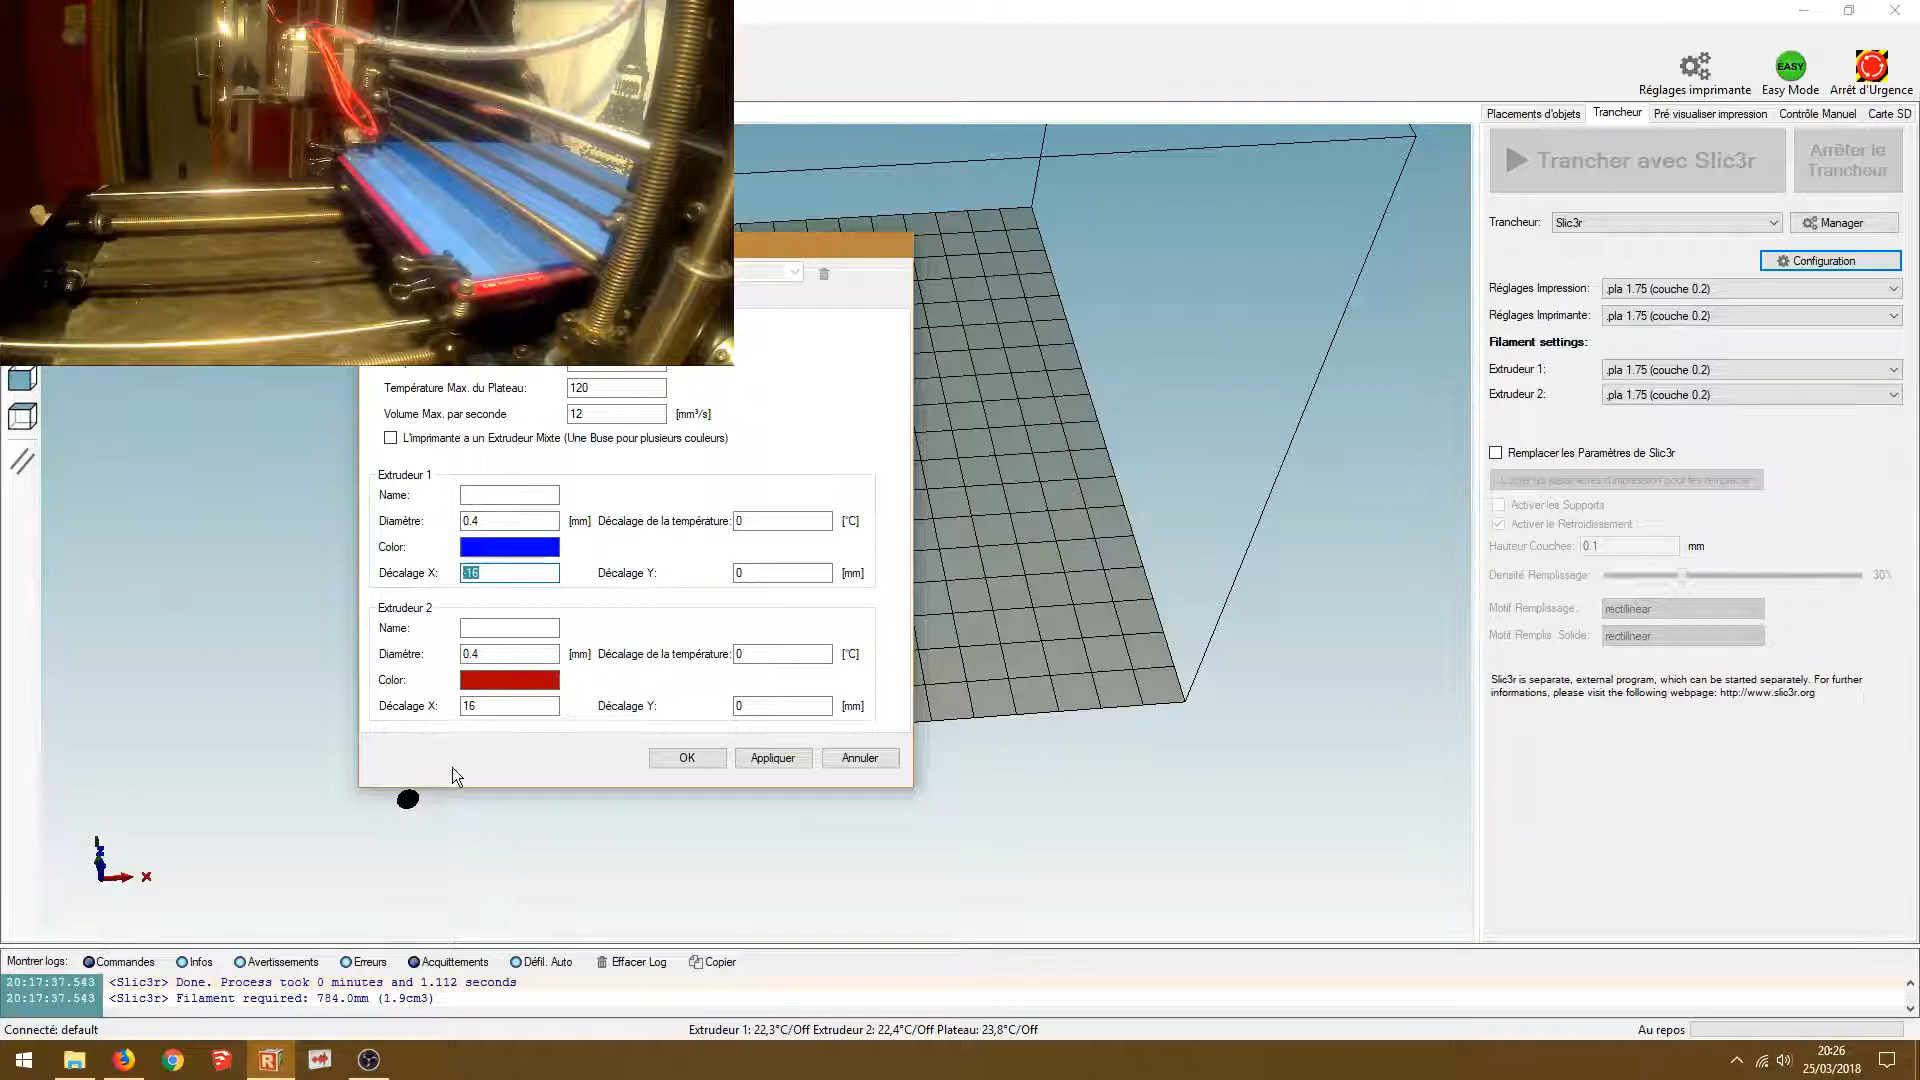 Réglages imprimante
EASY
Easy Mode
Arrêt d'Urgence
Placements d'objets
Trancheur
Pré visualiser impression
Contrôle Manuel
Carte SD
Trancher avec Slic3r
Arrêter le
Trancheur
Trancheur:
Slic3r
Manager
Configuration
Réglages Impression:
.pla 1.75 (couche 0.2)
Réglages Imprimante:
.pla 1.75 (couche 0.2)
Filament settings:
Extrudeur 1:
.pla 1.75 (couche 0.2)
Extrudeur 2:
.pla 1.75 (couche 0.2)
Remplacer les Paramètres de Slic3r
Activer les Supports
Activer le Retroidissement
Hauteur Couches:
0.1
mm
Densité Remplissage:
30%
Motif Remplissage:
rectilinear
Motif Remplis Solide:
rectilinear
Slic3r is separate, external program, which can be started separately. For further
informations, please visit the following webpage: http://www.slic3r.org
Température Max. du Plateau:
120
Volume Max. par seconde
12
[mm³/s]
L'imprimante a un Extrudeur Mixte (Une Buse pour plusieurs couleurs)
Extrudeur 1
Name:
Diamètre:
0.4
[mm]
Décalage de la température:
0
[°C]
Color:
Décalage X:
-16
Décalage Y:
0
[mm]
Extrudeur 2
Name:
Diamètre:
0.4
[mm]
Décalage de la température:
0
[°C]
Color:
Décalage X:
16
Décalage Y:
0
[mm]
OK
Appliquer
Annuler
x
Montrer logs:
Commandes
Infos
Avertissements
Erreurs
Acquittements
Défil. Auto
Effacer Log
Copier
20:17:37.543 <Slic3r> Done. Process took 0 minutes and 1.112 seconds
20:17:37.543 <Slic3r> Filament required: 784.0mm (1.9cm3)
Connecté: default
Extrudeur 1: 22,3°C/Off Extrudeur 2: 22,4°C/Off Plateau: 23,8°C/Off
Au repos
20:26
25/03/2018